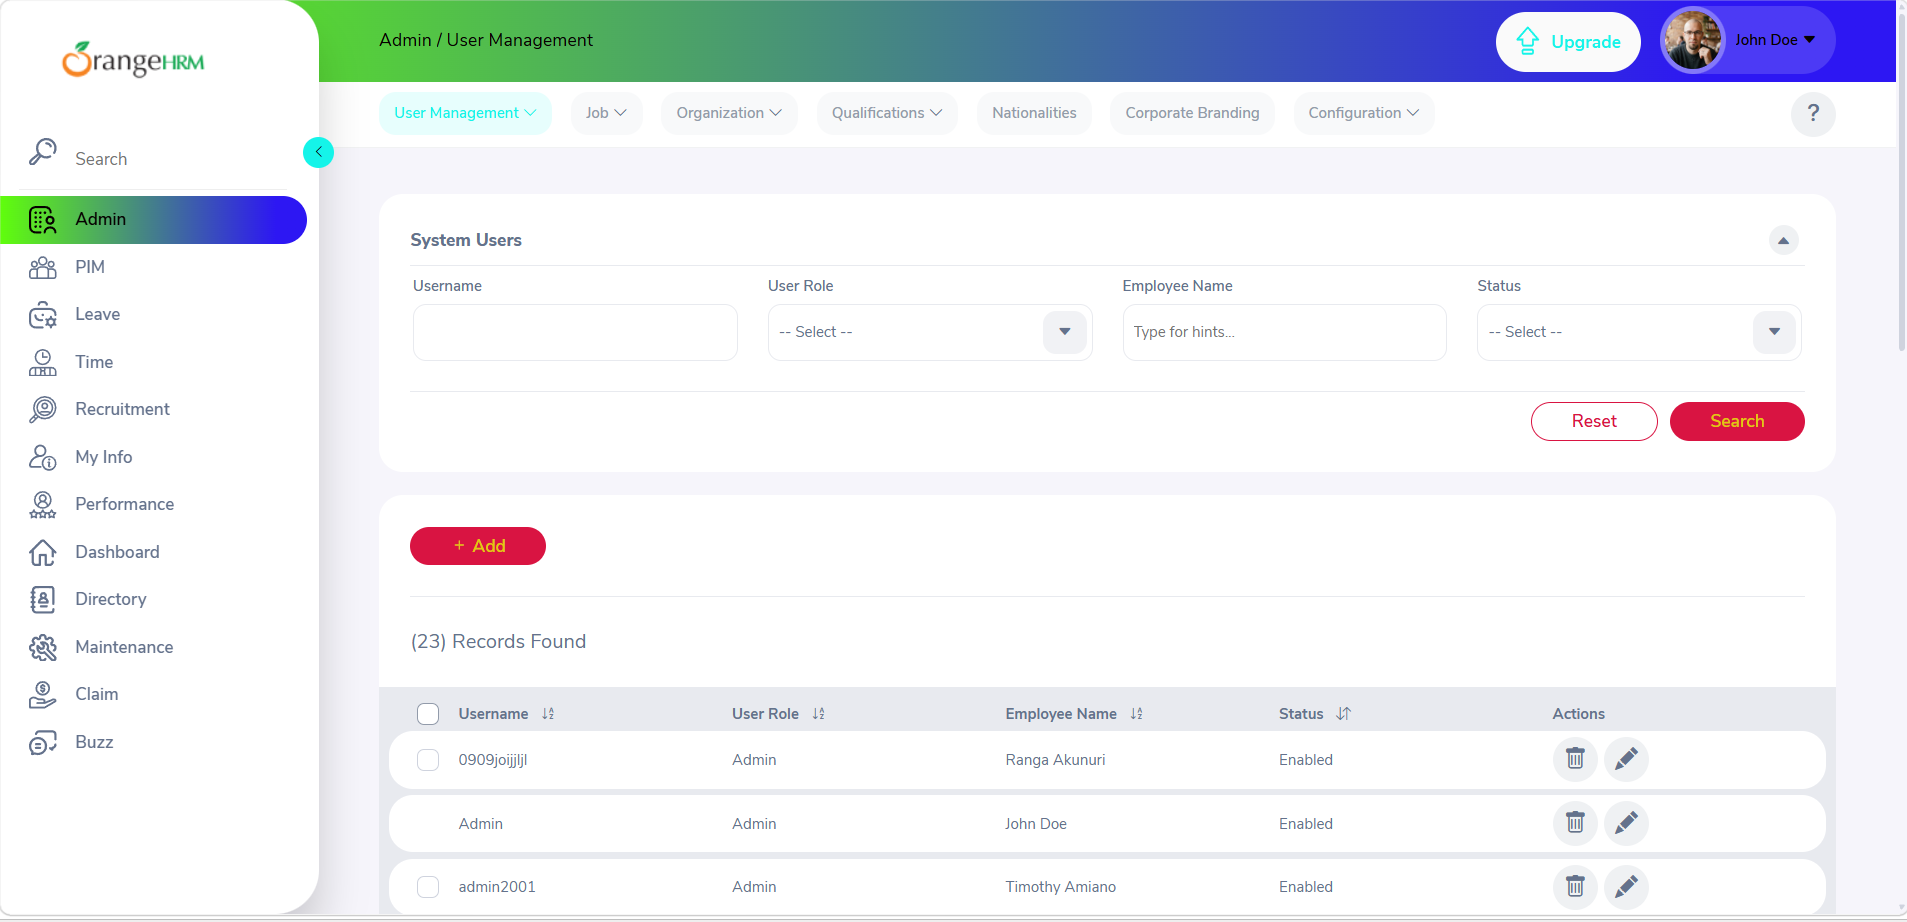 OrangeHRM
Admin / User Management
Upgrade
John Doe
User Management
Job
Organization
Qualifications
Nationalities
Corporate Branding
Configuration
?
Search
Admin
PIM
Leave
Time
Recruitment
My Info
Performance
Dashboard
Directory
Maintenance
Claim
Buzz
System Users
Username
User Role
Employee Name
Status
-- Select --
Type for hints...
-- Select --
Reset
Search
+ Add
(23) Records Found
Username User Role Employee Name Status Actions
0909joijjljl Admin Ranga Akunuri Enabled
Admin Admin John Doe Enabled
admin2001 Admin Timothy Amiano Enabled